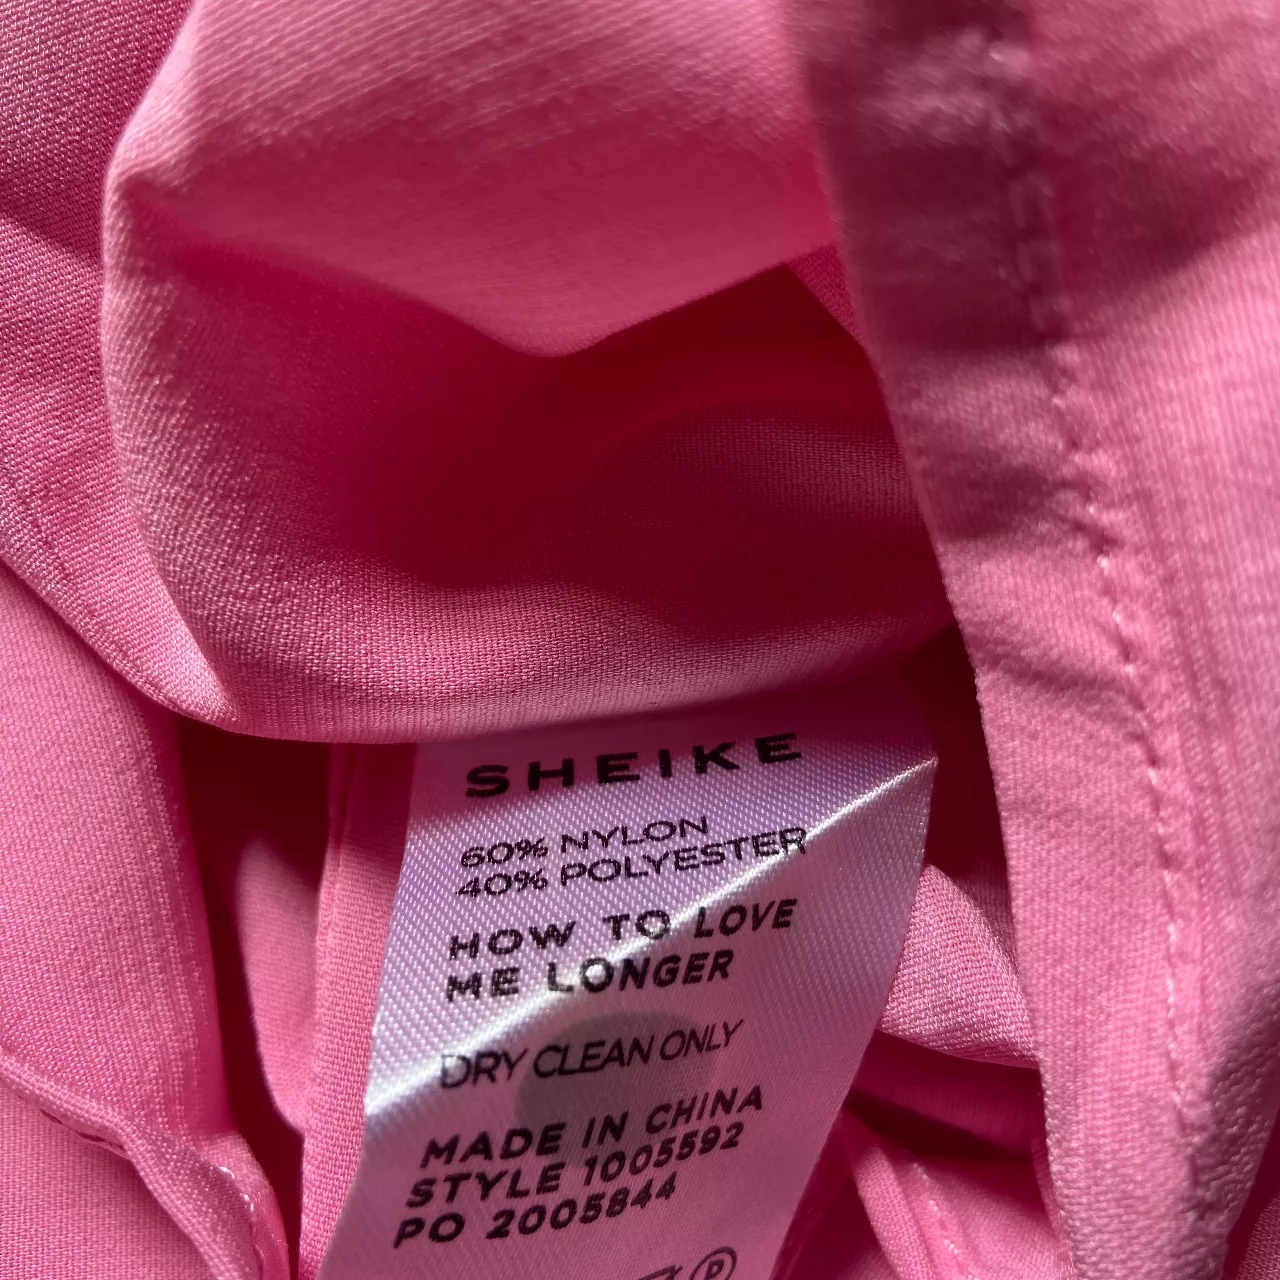 SHEIKE
60% NYLON
40% POLYESTER
HOW TO LOVE
ME LONGER
DRY CLEAN ONLY
MADE IN CHINA
STYLE 1005592
PO 2005844
P